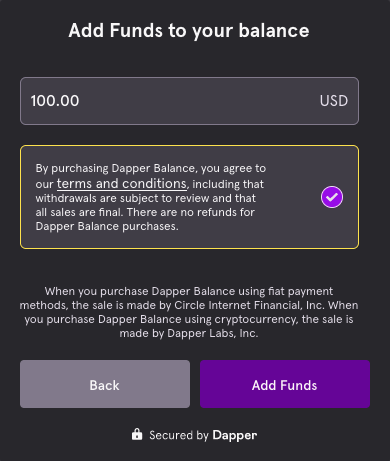 Add Funds to your balance
100.00 USD
By purchasing Dapper Balance, you agree to
our terms and conditions, including that
withdrawals are subject to review and that
all sales are final. There are no refunds for
Dapper Balance purchases.
When you purchase Dapper Balance using fiat payment
methods, the sale is made by Circle Internet Financial, Inc. When
you purchase Dapper Balance using cryptocurrency, the sale is
made by Dapper Labs, Inc.
Back Add Funds
Secured by Dapper